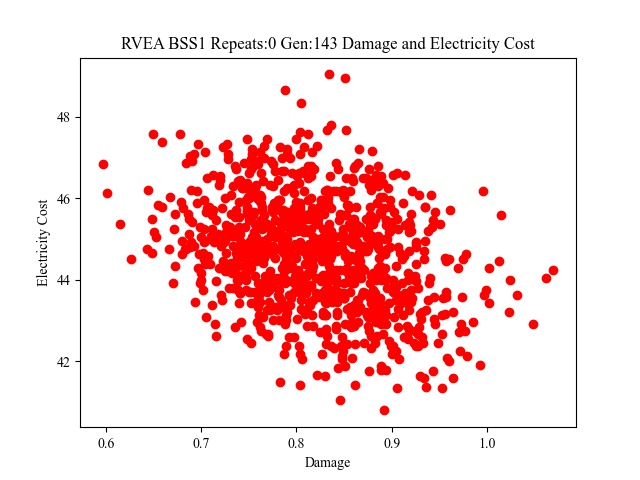 RVEA BSS1 Repeats:0 Gen:143 Damage and Electricity Cost
48
46
44
42
Electricity Cost
0.6 0.7 0.8 0.9 1.0
Damage